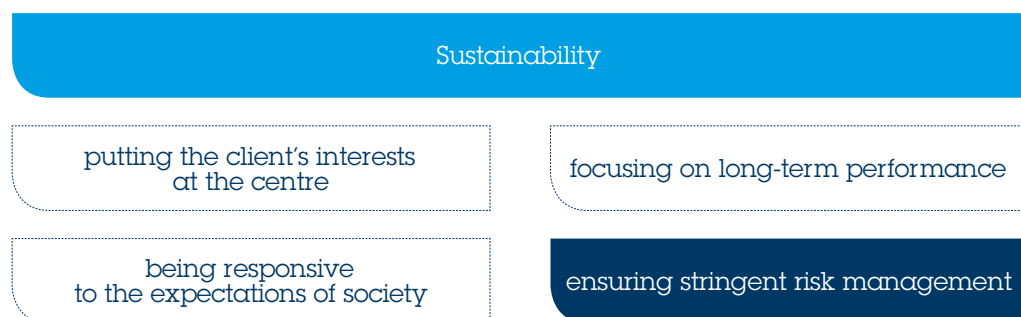 Sustainability
putting the client's interests
at the centre
focusing on long-term performance
being responsive
to the expectations of society
ensuring stringent risk management